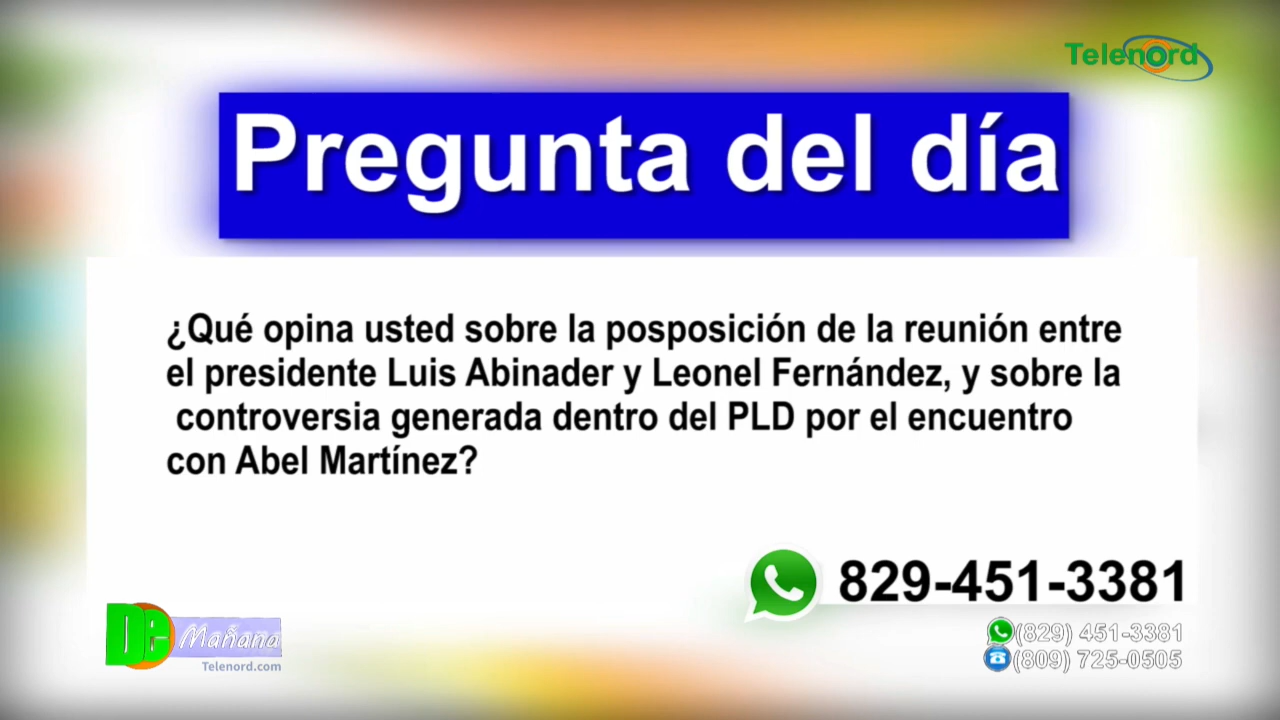 Telenord
Pregunta del día
¿Qué opina usted sobre la posposición de la reunión entre
el presidente Luis Abinader y Leonel Fernández, y sobre la
controversia generada dentro del PLD por el encuentro
con Abel Martínez?
829-451-3381
De Mañana
Telenord.com
(829) 451-3381
(809) 725-0505